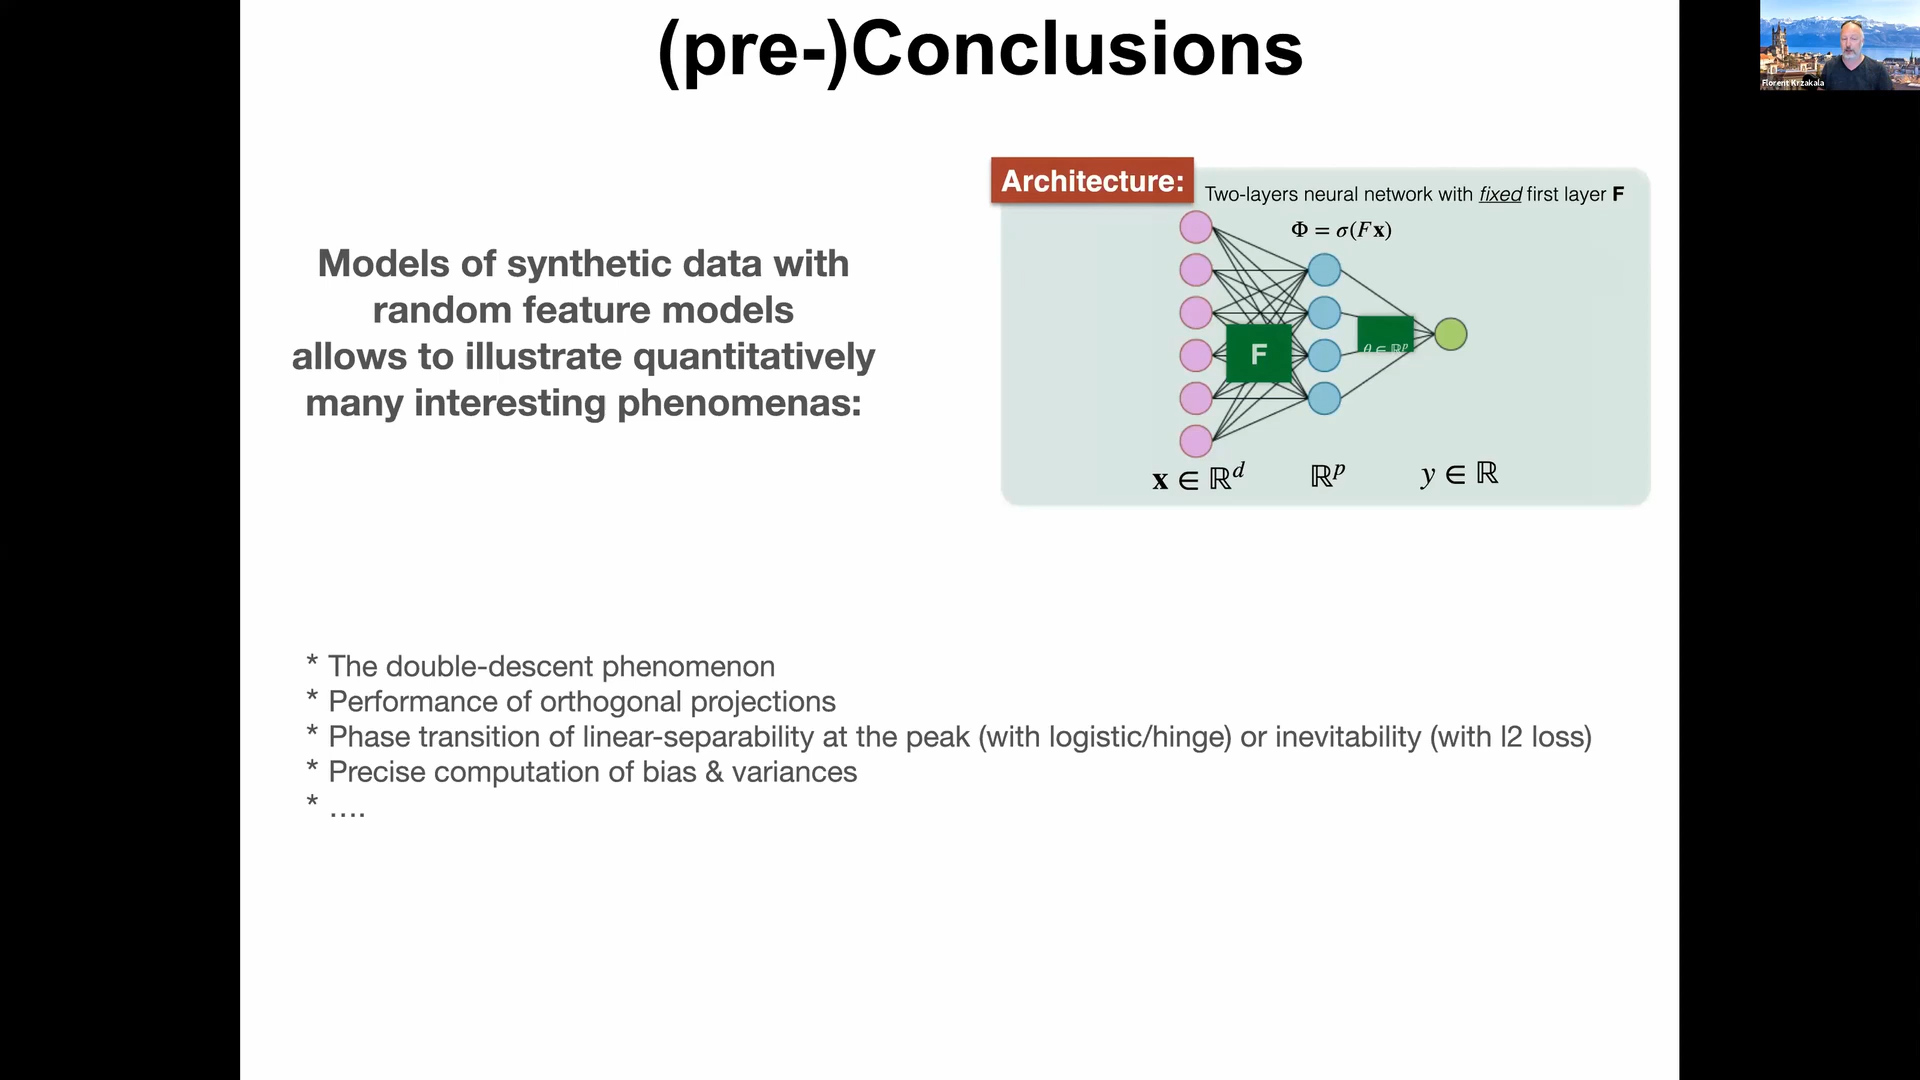 (pre-)Conclusions
Florent Krzakala
Architecture:
Two-layers neural network with fixed first layer F
Φ = σ(Fx)
Models of synthetic data with
random feature models
allows to illustrate quantitatively
many interesting phenomenas:
F
θ ∈ ℝᵖ
x ∈ ℝᵈ
ℝᵖ
y ∈ ℝ
* The double-descent phenomenon
* Performance of orthogonal projections
* Phase transition of linear-separability at the peak (with logistic/hinge) or inevitability (with l2 loss)
* Precise computation of bias & variances
* ....